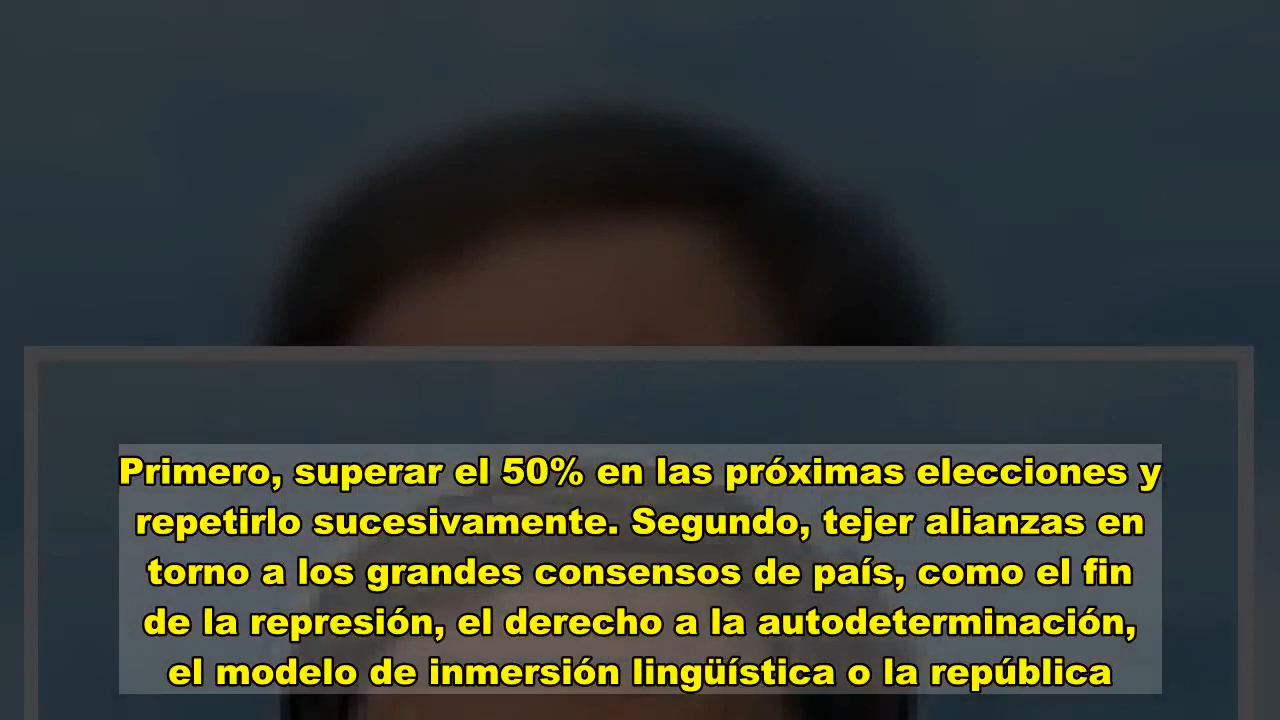 Primero, superar el 50% en las próximas elecciones y
repetirlo sucesivamente. Segundo, tejer alianzas en
torno a los grandes consensos de país, como el fin
de la represión, el derecho a la autodeterminación,
el modelo de inmersión lingüística o la república